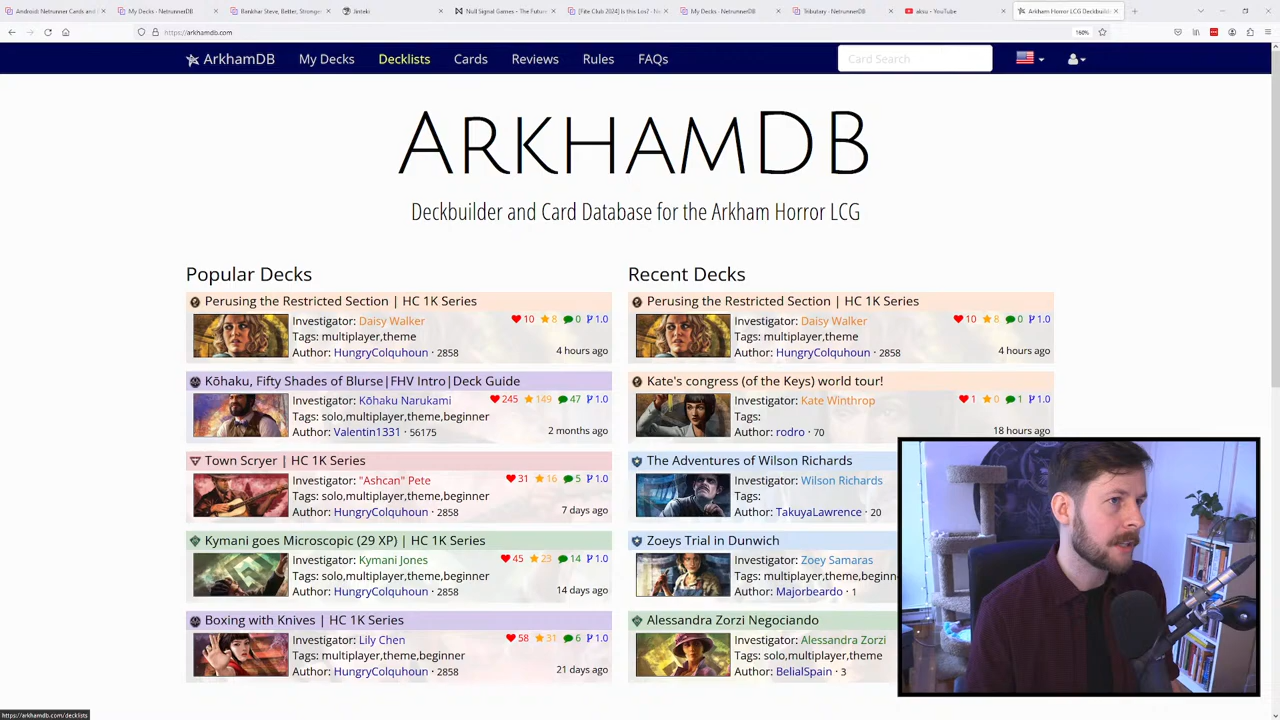 Android: Netrunner Cards and
My Decks · NetrunnerDB
Bankhar Steve, Better, Stronger
Jinteki
Null Signal Games – The Futur
[Fite Club 2024] Is this Los? · N
My Decks · NetrunnerDB
Tributary · NetrunnerDB
aksu - YouTube
Arkham Horror LCG Deckbuild
https://arkhamdb.com
160%
ArkhamDB
My Decks
Decklists
Cards
Reviews
Rules
FAQs
Card Search
ArkhamDB
Deckbuilder and Card Database for the Arkham Horror LCG
Popular Decks
Perusing the Restricted Section | HC 1K Series
Investigator: Daisy Walker
10 8 0 1.0
Tags: multiplayer,theme
Author: HungryColquhoun · 2858
4 hours ago
Kōhaku, Fifty Shades of Blurse|FHV Intro|Deck Guide
Investigator: Kōhaku Narukami
245 149 47 1.0
Tags: solo,multiplayer,theme,beginner
Author: Valentin1331 · 56175
2 months ago
Town Scryer | HC 1K Series
Investigator: "Ashcan" Pete
31 16 5 1.0
Tags: solo,multiplayer,theme,beginner
Author: HungryColquhoun · 2858
7 days ago
Kymani goes Microscopic (29 XP) | HC 1K Series
Investigator: Kymani Jones
45 23 14 1.0
Tags: solo,multiplayer,theme,beginner
Author: HungryColquhoun · 2858
14 days ago
Boxing with Knives | HC 1K Series
Investigator: Lily Chen
58 31 6 1.0
Tags: multiplayer,theme,beginner
Author: HungryColquhoun · 2858
21 days ago
Recent Decks
Perusing the Restricted Section | HC 1K Series
Investigator: Daisy Walker
10 8 0 1.0
Tags: multiplayer,theme
Author: HungryColquhoun · 2858
4 hours ago
Kate's congress (of the Keys) world tour!
Investigator: Kate Winthrop
1 0 1 1.0
Tags:
Author: rodro · 70
18 hours ago
The Adventures of Wilson Richards
Investigator: Wilson Richards
Tags:
Author: TakuyaLawrence · 20
Zoeys Trial in Dunwich
Investigator: Zoey Samaras
Tags: multiplayer,theme,beginn
Author: Majorbeardo · 1
Alessandra Zorzi Negociando
Investigator: Alessandra Zorzi
Tags: solo,multiplayer,theme
Author: BelialSpain · 3
https://arkhamdb.com/decklists